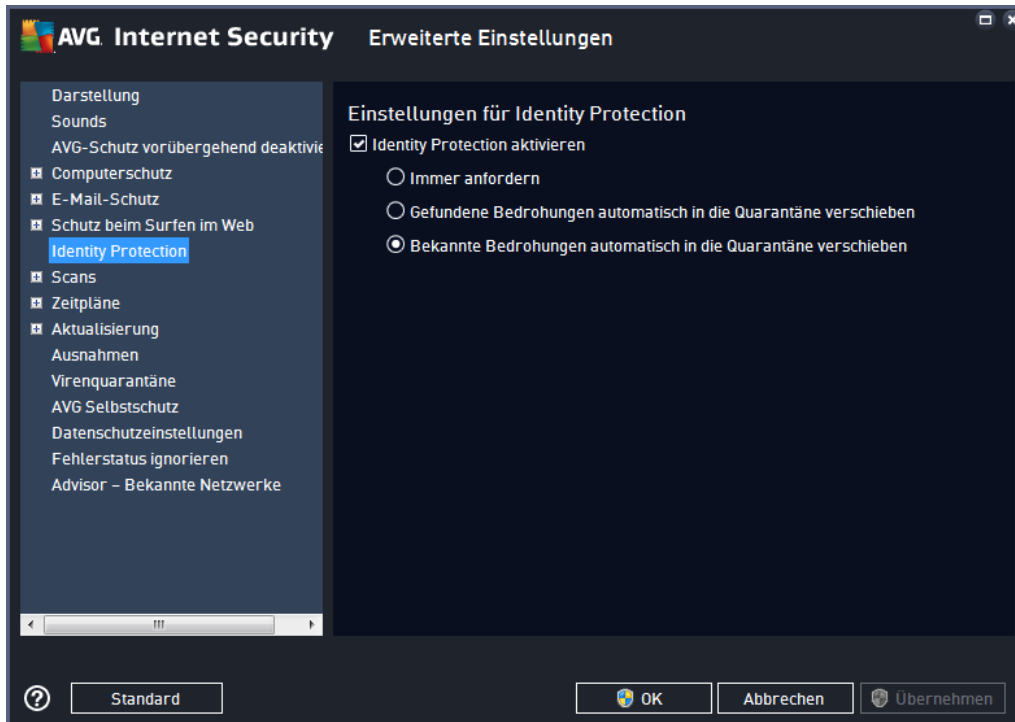 AVG Internet Security Erweiterte Einstellungen
Darstellung
Sounds
AVG-Schutz vorübergehend deaktivie
Computerschutz
E-Mail-Schutz
Schutz beim Surfen im Web
Identity Protection
Scans
Zeitpläne
Aktualisierung
Ausnahmen
Virenquarantäne
AVG Selbstschutz
Datenschutzeinstellungen
Fehlerstatus ignorieren
Advisor – Bekannte Netzwerke
Einstellungen für Identity Protection
Identity Protection aktivieren
Immer anfordern
Gefundene Bedrohungen automatisch in die Quarantäne verschieben
Bekannte Bedrohungen automatisch in die Quarantäne verschieben
? Standard OK Abbrechen Übernehmen